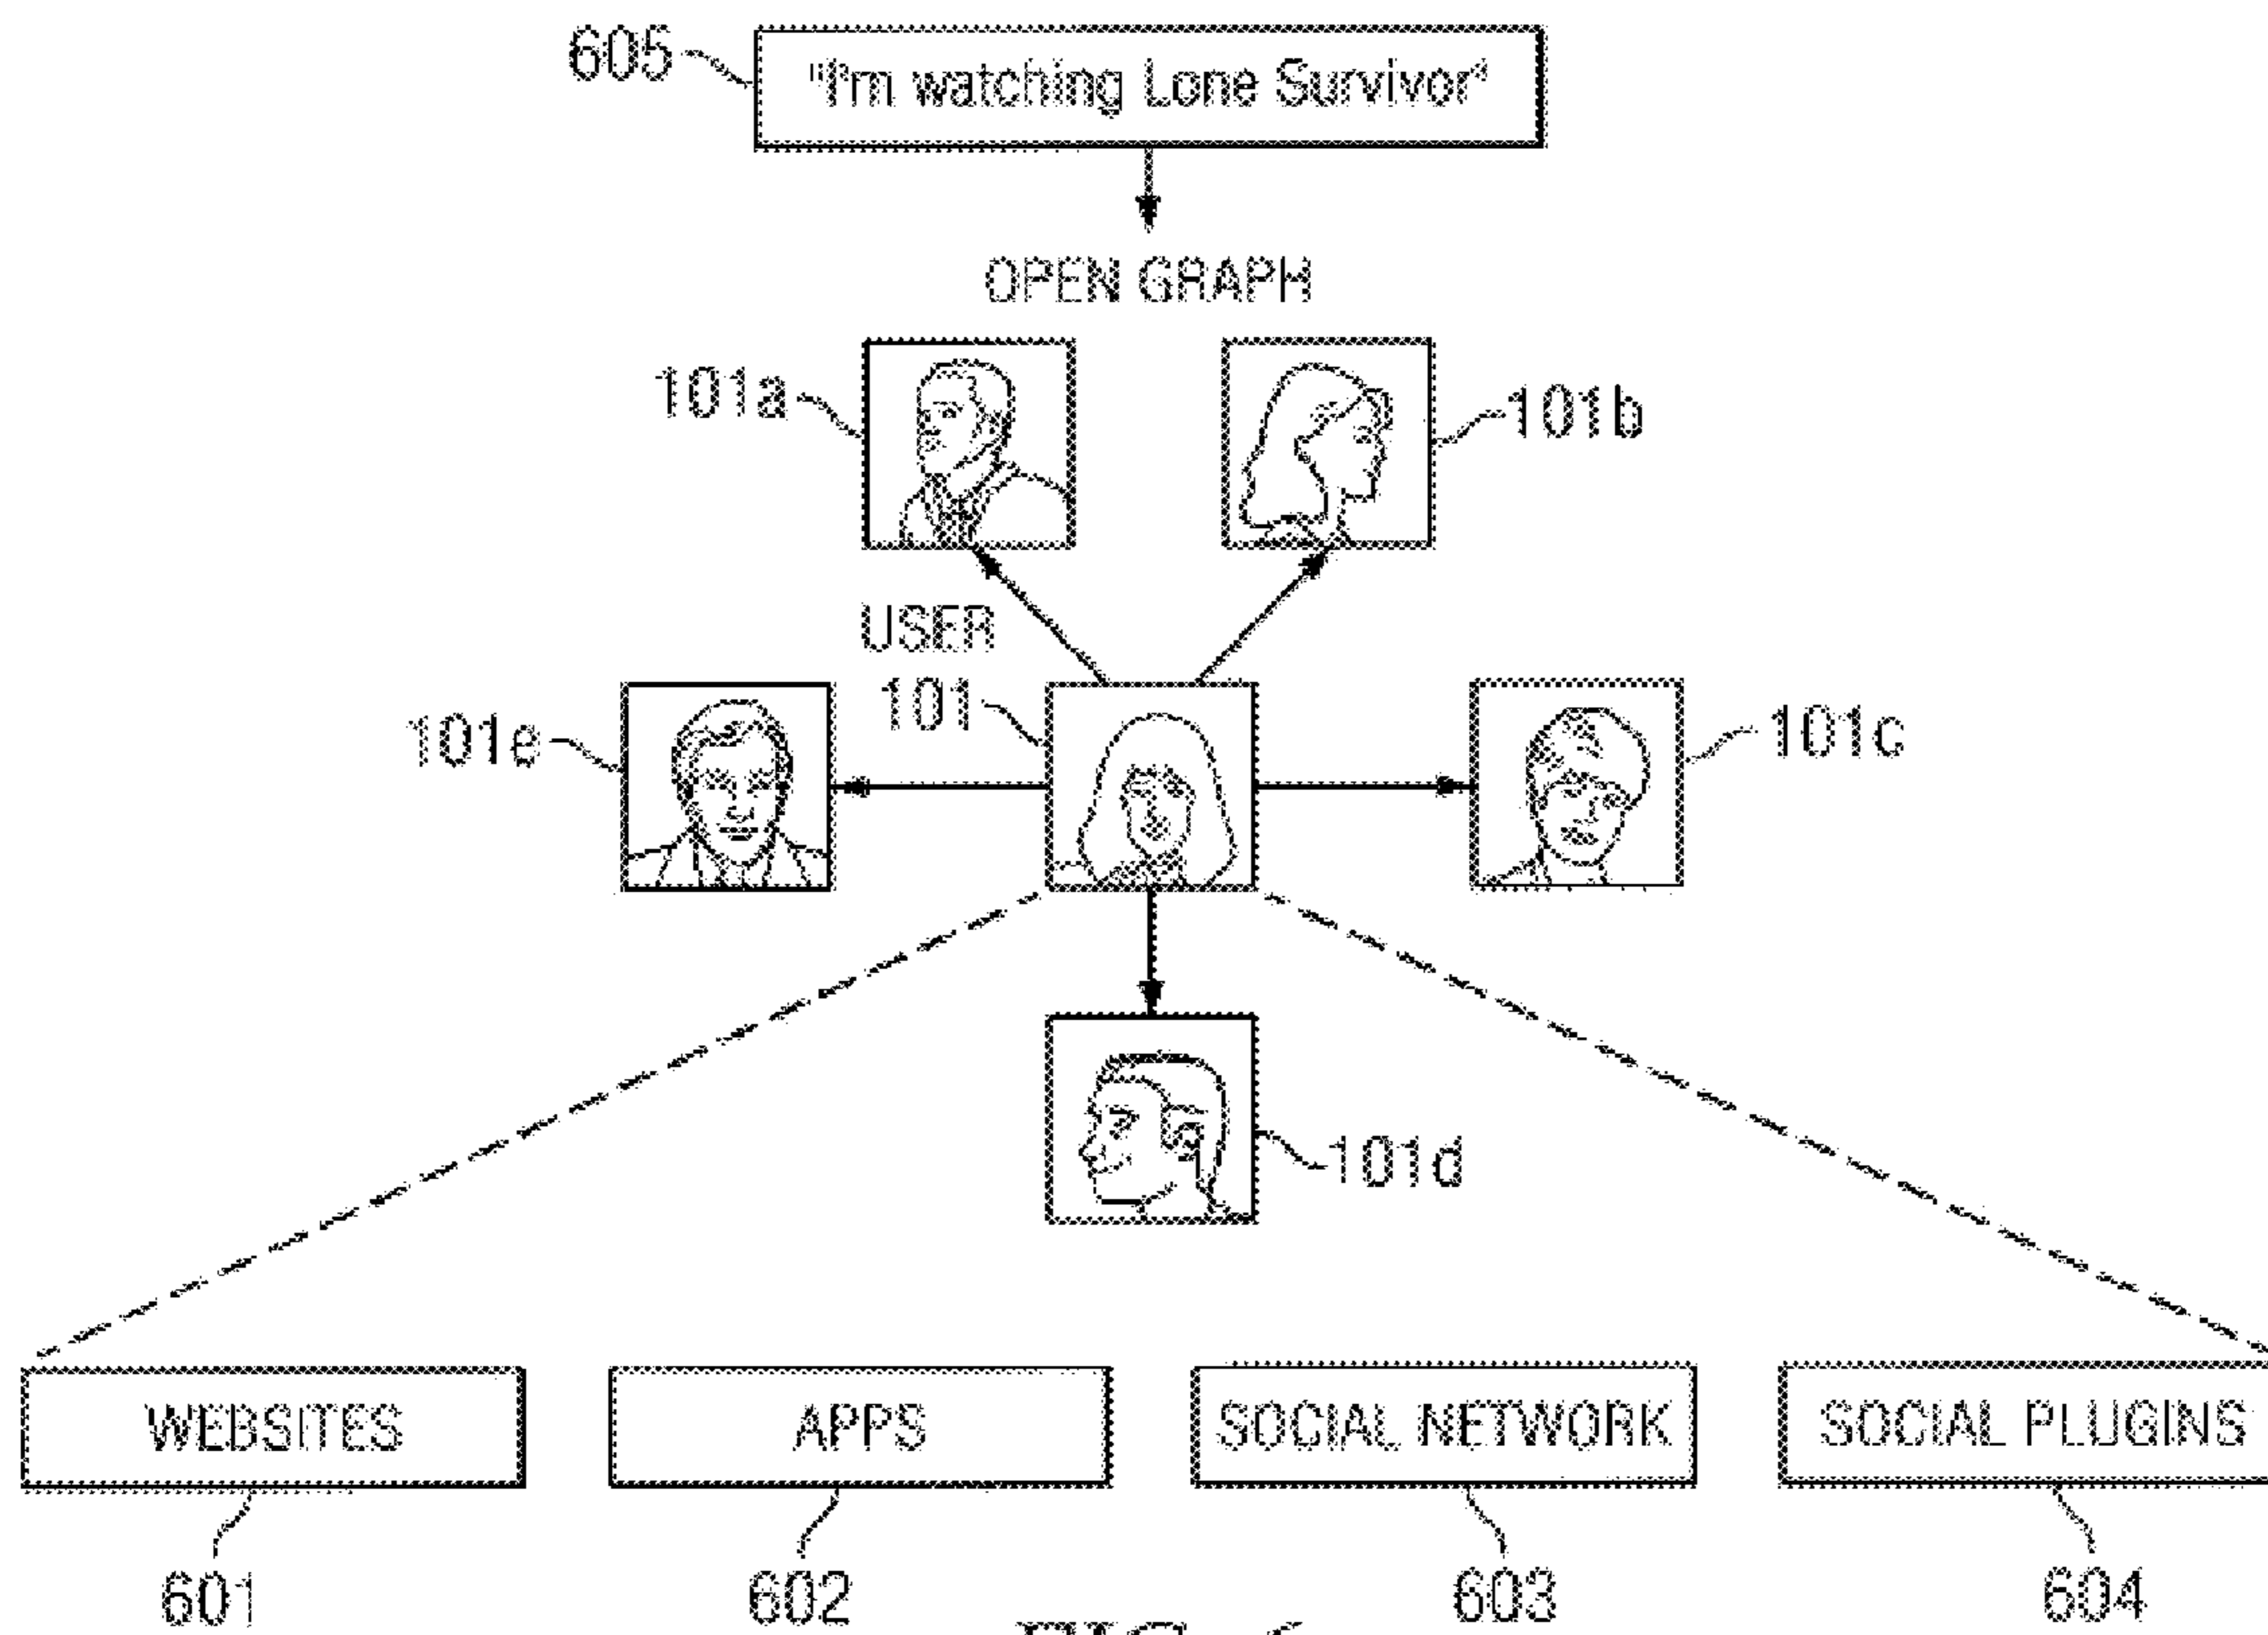 605 "I'm watching Lone Survivor"
OPEN GRAPH
101a
101b
USER
101
101e
101c
101d
WEBSITES
APPS
SOCIAL NETWORK
SOCIAL PLUGINS
601
602
603
604